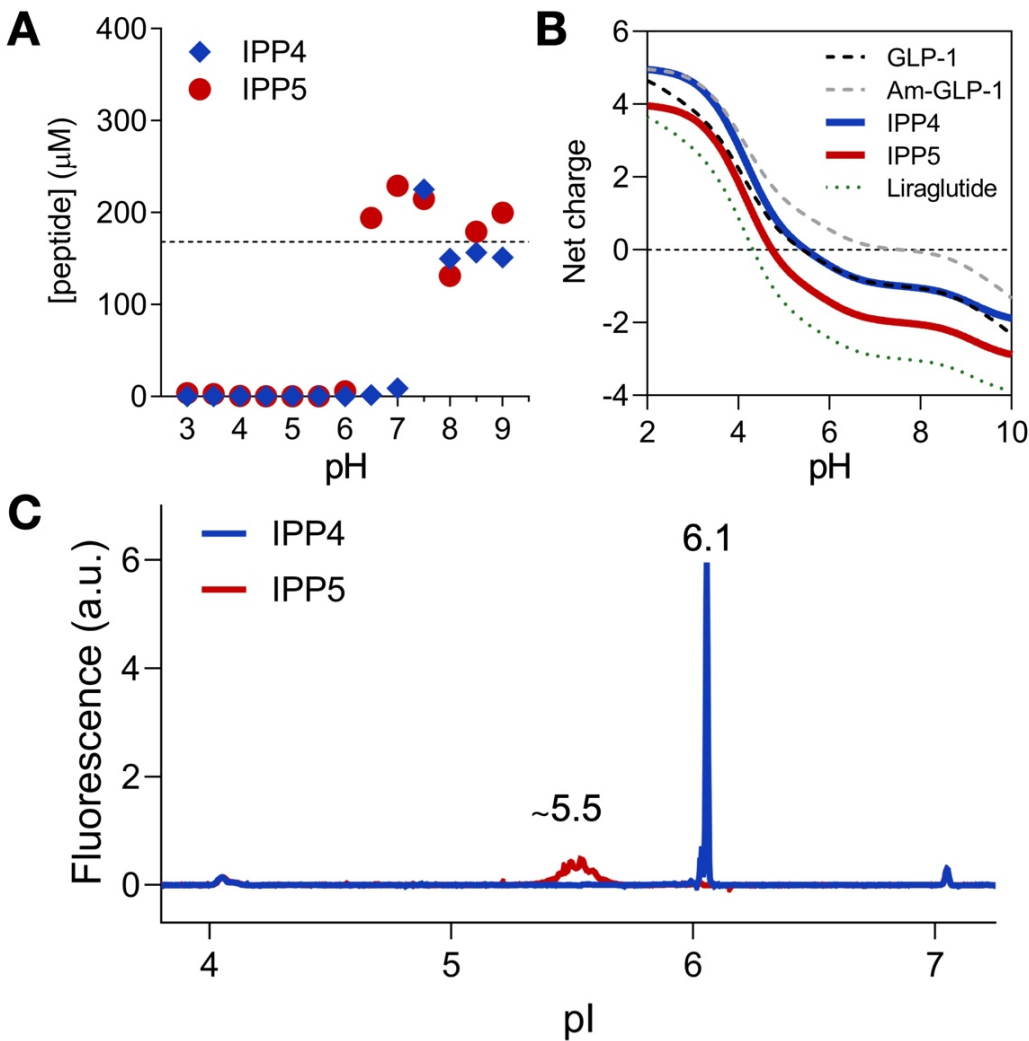 A
400
300
200
100
0
[peptide] (μM)
IPP4
IPP5
3 4 5 6 7 8 9
pH
B
6
4
2
0
-2
-4
Net charge
GLP-1
Am-GLP-1
IPP4
IPP5
Liraglutide
2 4 6 8 10
pH
C
6
4
2
0
Fluorescence (a.u.)
IPP4
IPP5
~5.5
6.1
4 5 6 7
pI